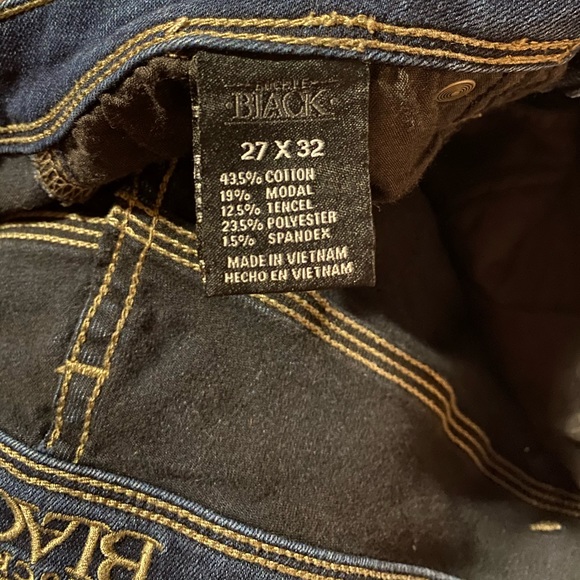 BUCKLE
BLACK
27 X 32
43.5% COTTON
19% MODAL
12.5% TENCEL
23.5% POLYESTER
1.5% SPANDEX
MADE IN VIETNAM
HECHO EN VIETNAM